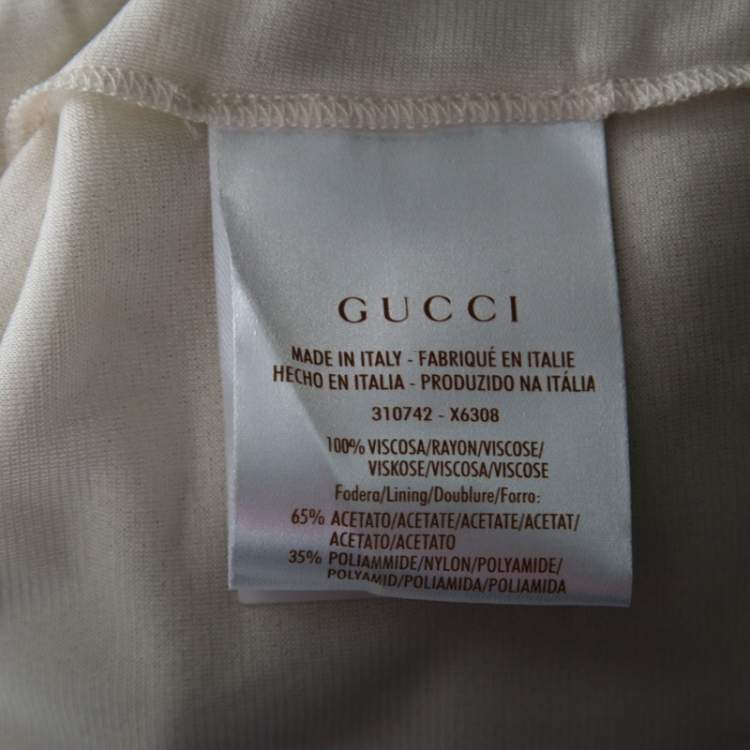 GUCCI
MADE IN ITALY - FABRIQUÉ EN ITALIE
HECHO EN ITALIA - PRODUZIDO NA ITÁLIA
310742 - X6308
100% VISCOSA/RAYON/VISCOSE/
VISKOSE/VISCOSA/VISCOSE
Fodera/Lining/Doublure/Forro:
65% ACETATO/ACETATE/ACETATE/ACETAT/
ACETATO/ACETATO
35% POLIAMMIDE/NYLON/POLYAMIDE/
POLYAMID/POLIAMIDA/POLIAMIDA